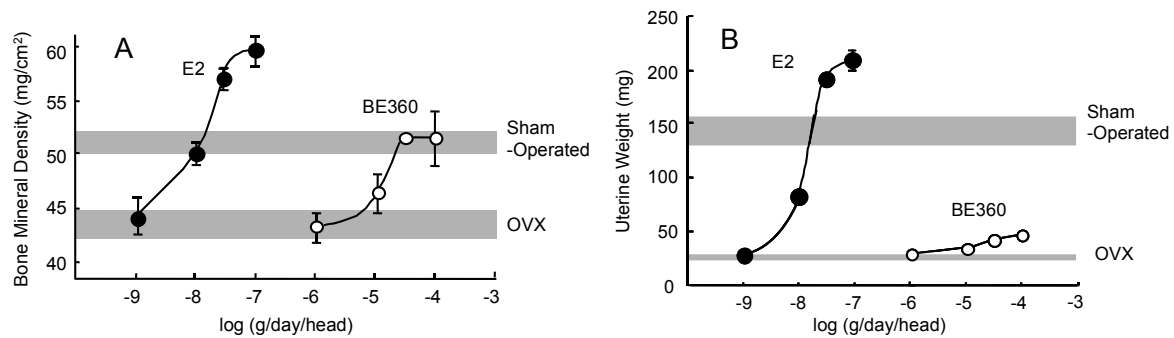 A
Bone Mineral Density (mg/cm²)
60
55
50
45
40
E2
BE360
Sham
-Operated
OVX
-9
-8
-7
-6
-5
-4
-3
log (g/day/head)
B
Uterine Weight (mg)
250
200
150
100
50
0
E2
BE360
Sham
-Operated
OVX
-9
-8
-7
-6
-5
-4
-3
log (g/day/head)